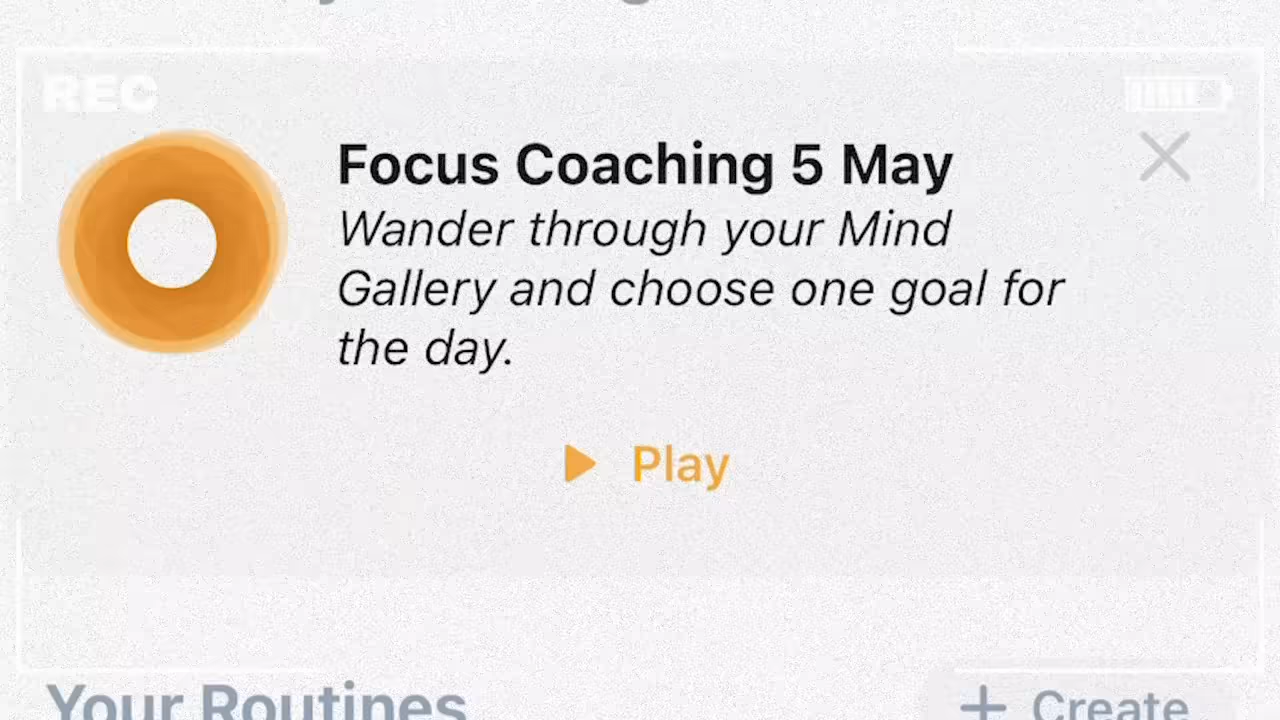 REC
Focus Coaching 5 May
Wander through your Mind
Gallery and choose one goal for
the day.
Play
Your Routines
+ Create